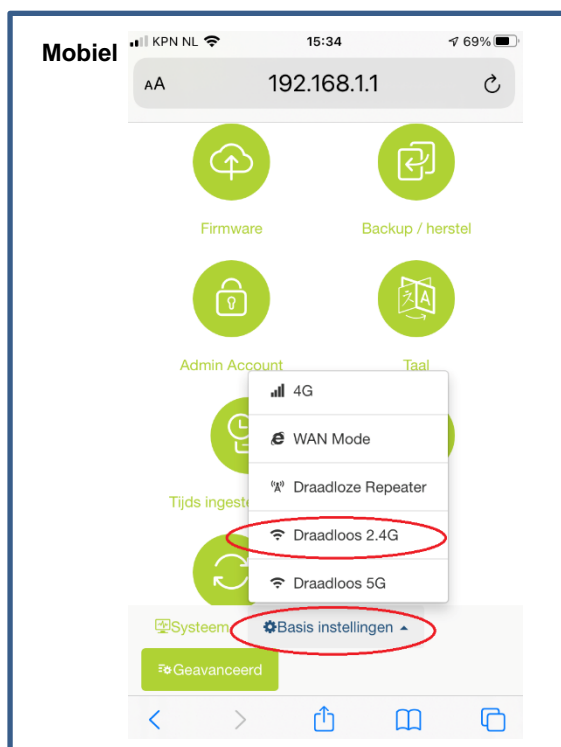 Mobiel
KPN NL 15:34 69%
AA 192.168.1.1
Firmware Backup / herstel
Admin Account Taal
4G
WAN Mode
Draadloze Repeater
Tijds ingeste
Draadloos 2.4G
Draadloos 5G
Systeem Basis instellingen
Geavanceerd